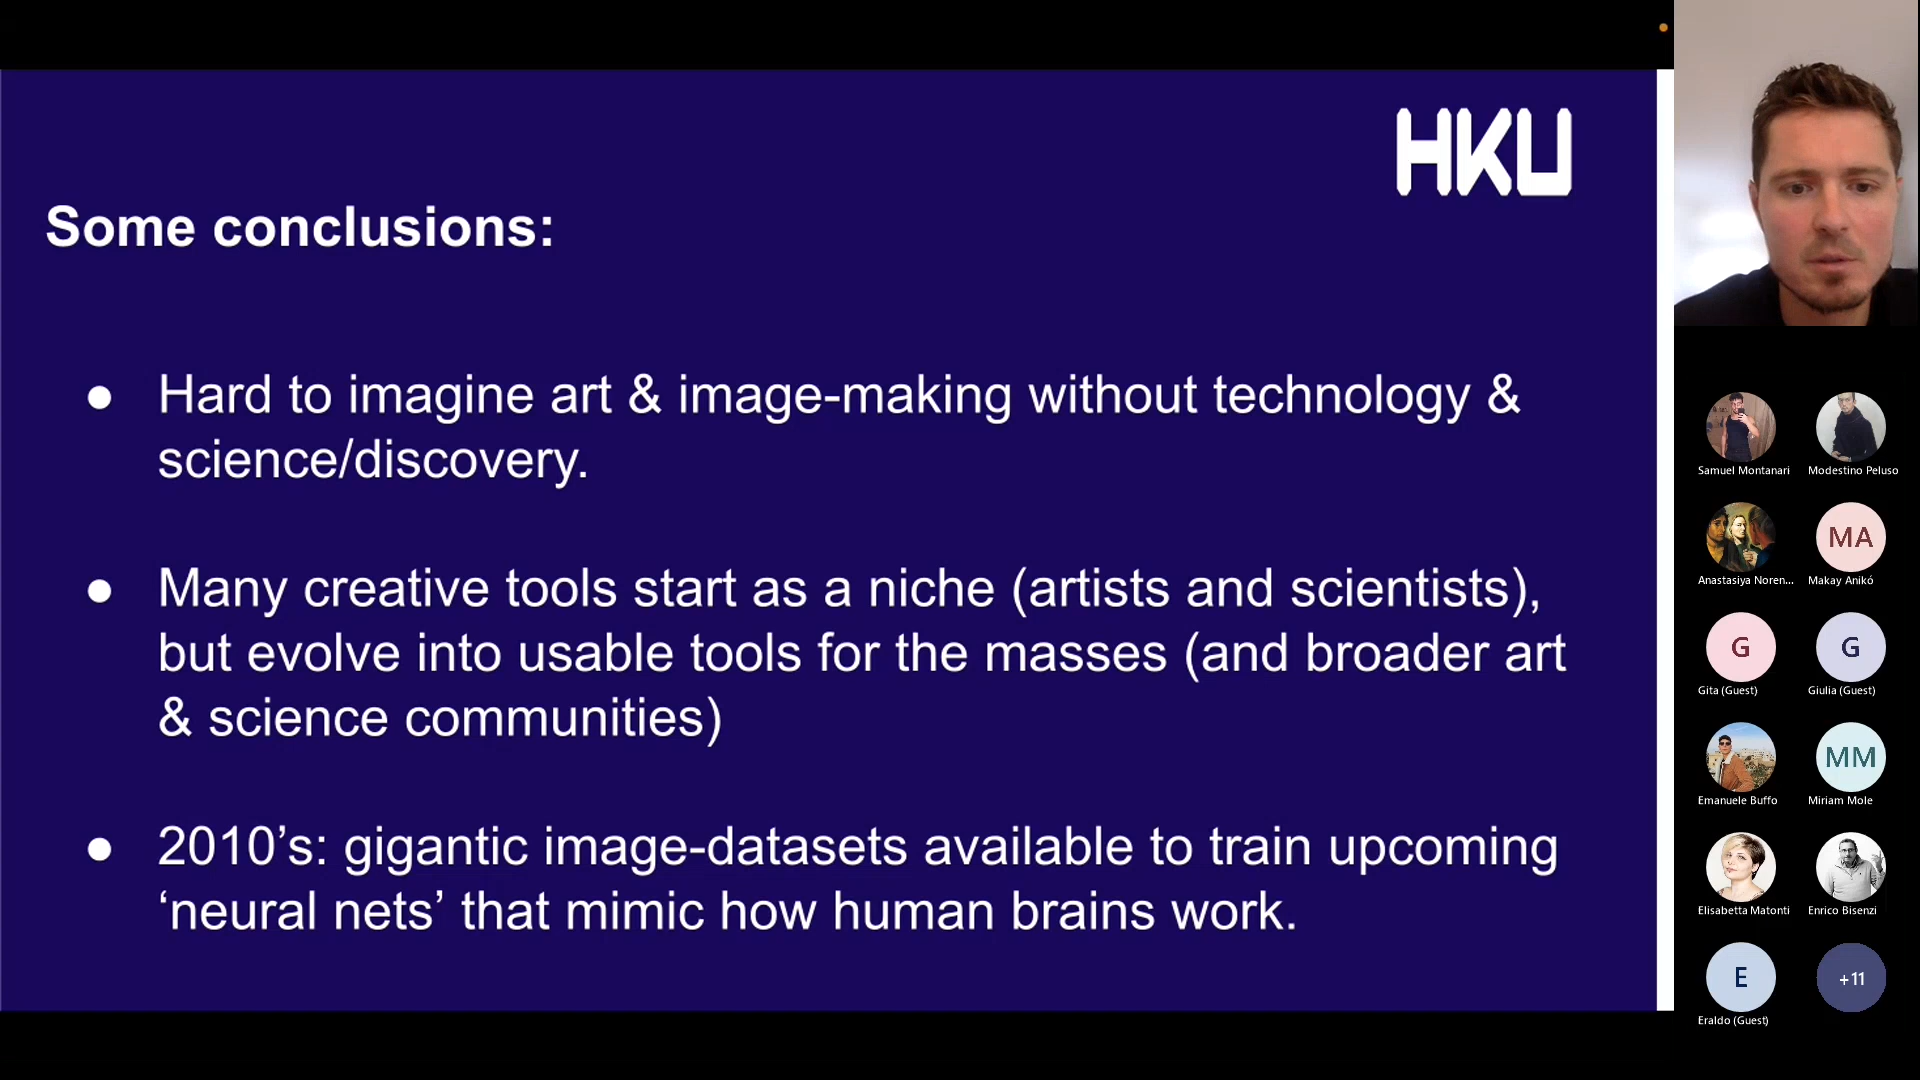 HKU
Some conclusions:
● Hard to imagine art & image-making without technology &
science/discovery.
● Many creative tools start as a niche (artists and scientists),
but evolve into usable tools for the masses (and broader art
& science communities)
● 2010’s: gigantic image-datasets available to train upcoming
‘neural nets’ that mimic how human brains work.
Samuel Montanari
Modestino Peluso
Anastasiya Noren...
MA
Makay Anikó
G
Gita (Guest)
G
Giulia (Guest)
Emanuele Buffo
MM
Miriam Mole
Elisabetta Matonti
Enrico Bisenzi
E
Eraldo (Guest)
+11